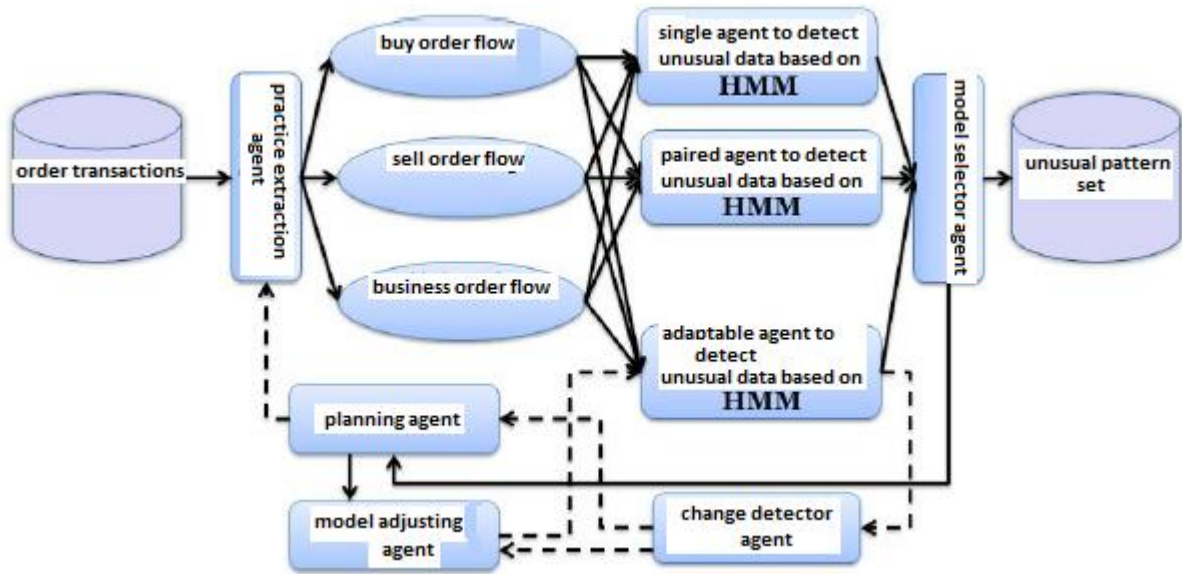 buy order flow
single agent to detect
unusual data based on
HMM
order transactions
practice extraction
agent
sell order flow
paired agent to detect
unusual data based on
HMM
model selector agent
unusual pattern
set
business order flow
adaptable agent to
detect
unusual data based on
HMM
planning agent
model adjusting
agent
change detector
agent